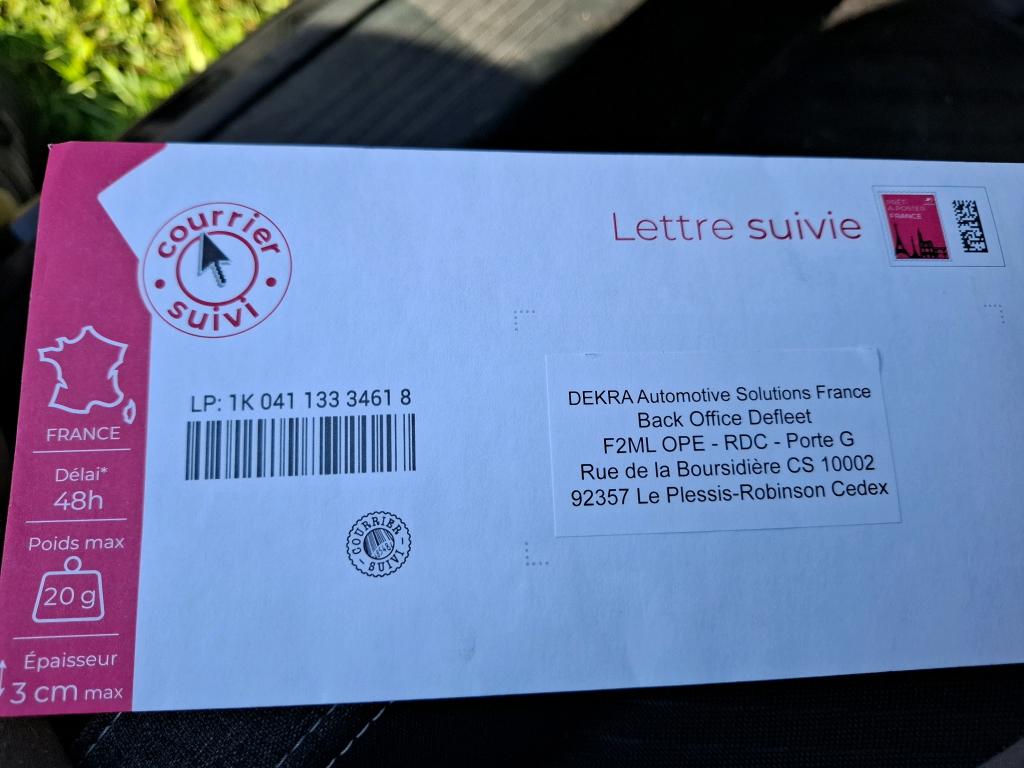 courrier
suivi
Lettre suivie
PRÊT-
À-POSTER
FRANCE
FRANCE
Délai*
48h
Poids max
20 g
Épaisseur
3 cm max
LP: 1K 041 133 3461 8
COURRIER
SUIVI
DEKRA Automotive Solutions France
Back Office Defleet
F2ML OPE - RDC - Porte G
Rue de la Boursidière CS 10002
92357 Le Plessis-Robinson Cedex